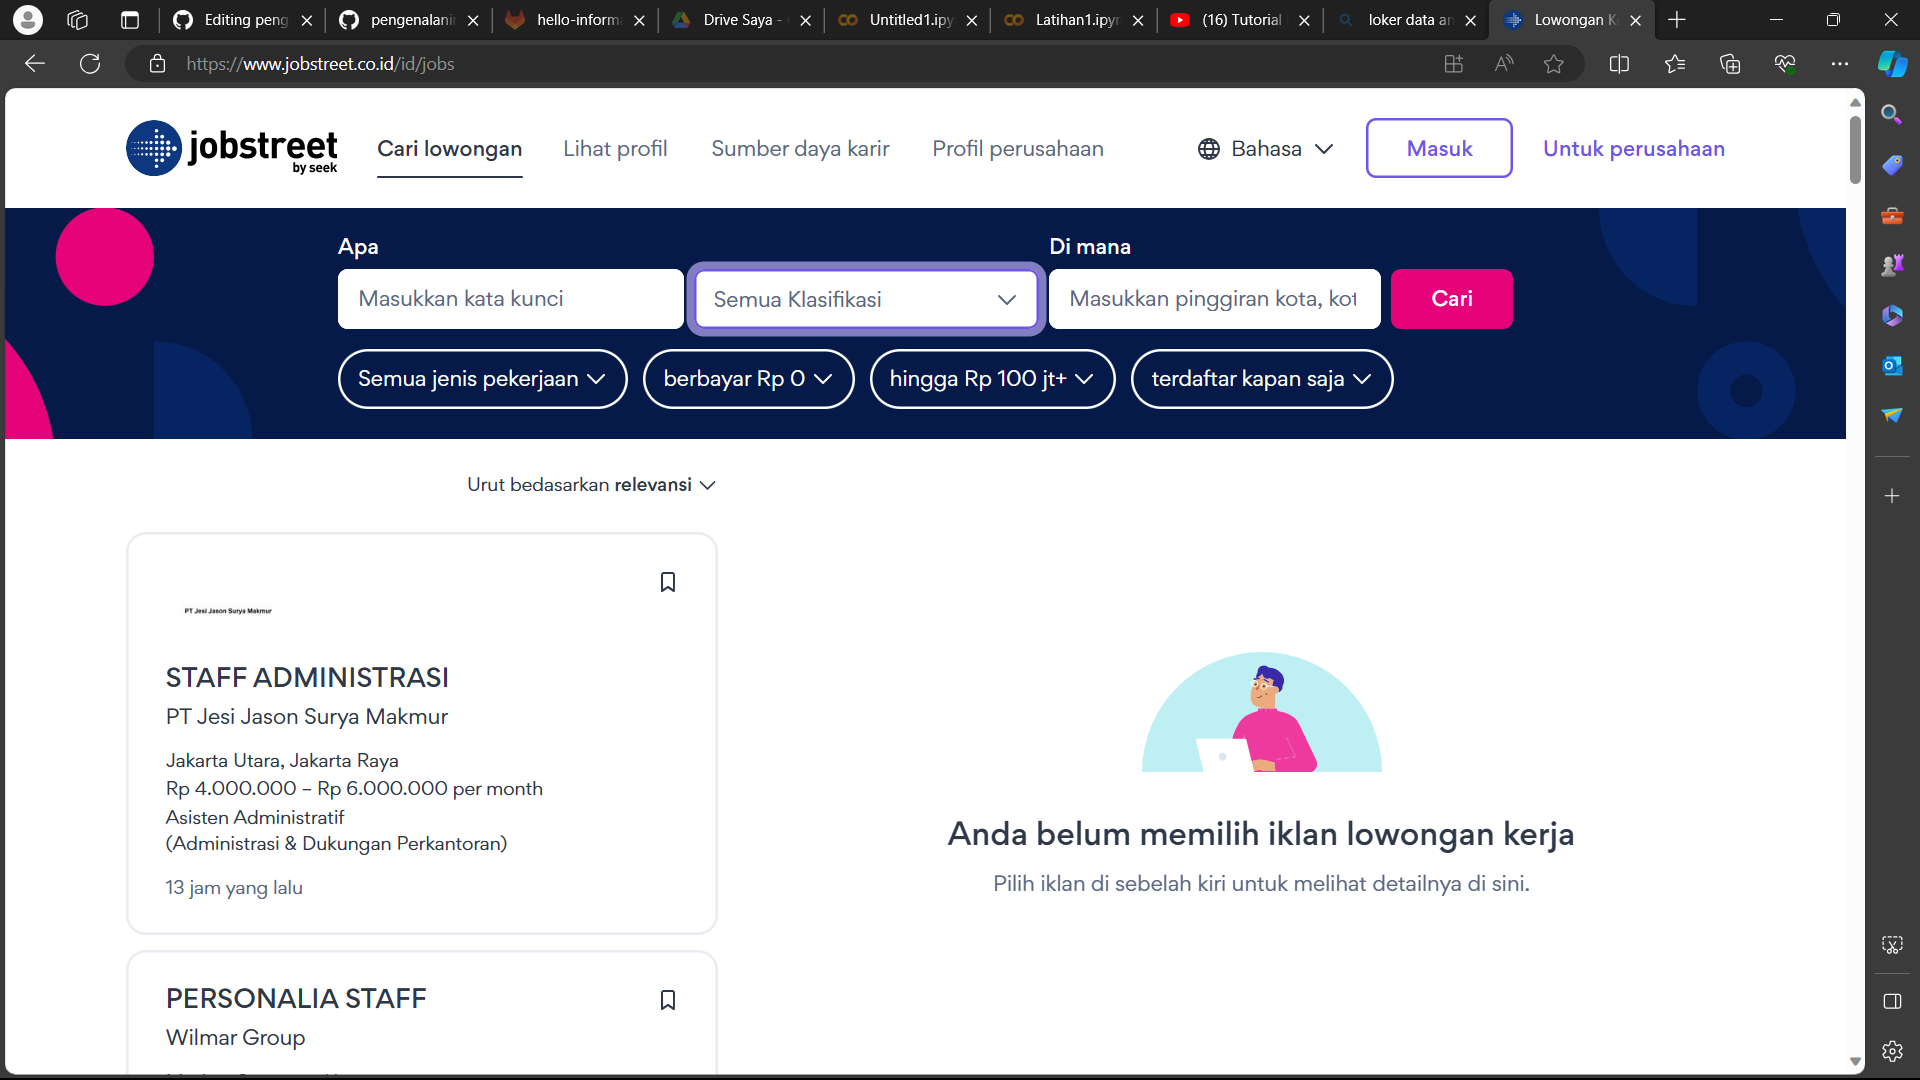 Editing peng
pengenalanin
hello-informa
Drive Saya -
Untitled1.ipy
Latihan1.ipyn
(16) Tutorial
loker data an
Lowongan K
https://www.jobstreet.co.id/id/jobs
jobstreet
by seek
Cari lowongan
Lihat profil
Sumber daya karir
Profil perusahaan
Bahasa
Masuk
Untuk perusahaan
Apa
Di mana
Masukkan kata kunci
Semua Klasifikasi
Masukkan pinggiran kota, kot
Cari
Semua jenis pekerjaan
berbayar Rp 0
hingga Rp 100 jt+
terdaftar kapan saja
Urut bedasarkan relevansi
PT Jesi Jason Surya Makmur
STAFF ADMINISTRASI
PT Jesi Jason Surya Makmur
Jakarta Utara, Jakarta Raya
Rp 4.000.000 – Rp 6.000.000 per month
Asisten Administratif
(Administrasi & Dukungan Perkantoran)
13 jam yang lalu
Anda belum memilih iklan lowongan kerja
Pilih iklan di sebelah kiri untuk melihat detailnya di sini.
PERSONALIA STAFF
Wilmar Group